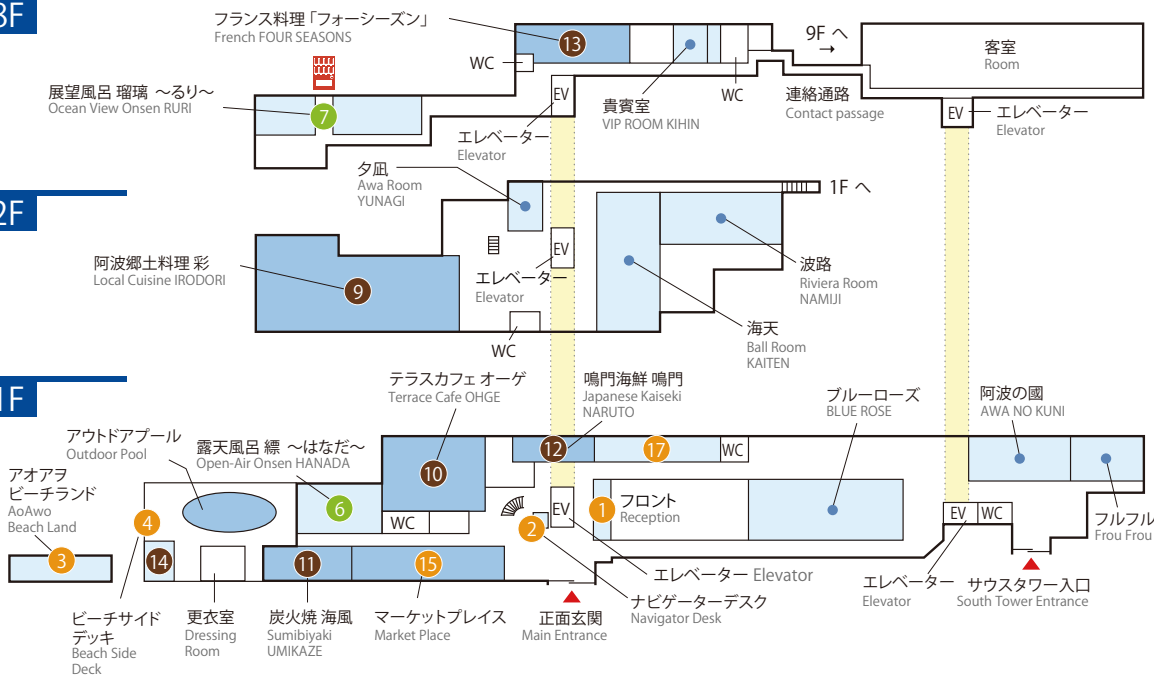 8F
フランス料理「フォーシーズン」
French FOUR SEASONS
13
WC
展望風呂 瑠璃 ～るり～
Ocean View Onsen RURI
7
EV
エレベーター
Elevator
貴賓室
VIP ROOM KIHIN
WC
9F へ
→
連絡通路
Contact passage
客室
Room
EV
エレベーター
Elevator
2F
夕凪
Awa Room
YUNAGI
1F へ
阿波郷土料理 彩
Local Cuisine IRODORI
9
EV
エレベーター
Elevator
WC
波路
Riviera Room
NAMIJI
海天
Ball Room
KAITEN
1F
テラスカフェ オーゲ
Terrace Cafe OHGE
鳴門海鮮 鳴門
Japanese Kaiseki
NARUTO
ブルーローズ
BLUE ROSE
阿波の國
AWA NO KUNI
アウトドアプール
Outdoor Pool
露天風呂 縹 ～はなだ～
Open-Air Onsen HANADA
アオアヲ
ビーチランド
AoAwo
Beach Land
12
17
WC
10
6
WC
4
3
14
11
15
2
EV
1
フロント
Reception
EV
WC
フルフル
Frou Frou
エレベーター Elevator
エレベーター
Elevator
サウスタワー入口
South Tower Entrance
ビーチサイド
デッキ
Beach Side
Deck
更衣室
Dressing
Room
炭火焼 海風
Sumibiyaki
UMIKAZE
マーケットプレイス
Market Place
正面玄関
Main Entrance
ナビゲーターデスク
Navigator Desk